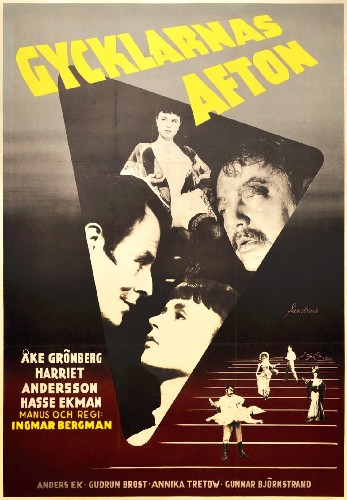 GYCKLARNAS
AFTON
ÅKE GRÖNBERG
HARRIET
ANDERSSON
HASSE EKMAN
MANUS OCH REGI:
INGMAR BERGMAN
ANDERS EK · GUDRUN BROST · ANNIKA TRETOW · GUNNAR BJÖRNSTRAND